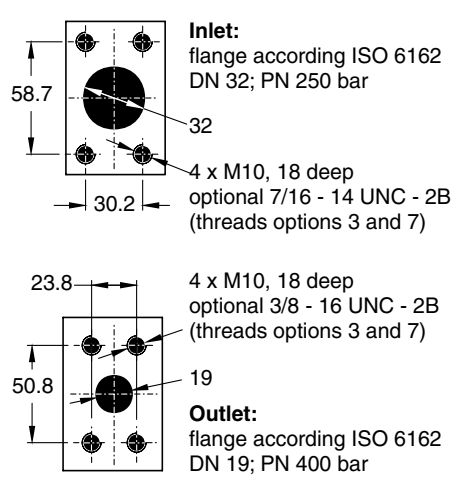 Inlet:
flange according ISO 6162
DN 32; PN 250 bar
58.7
32
4 x M10, 18 deep
optional 7/16 - 14 UNC - 2B
(threads options 3 and 7)
30.2
23.8
4 x M10, 18 deep
optional 3/8 - 16 UNC - 2B
(threads options 3 and 7)
50.8
19
Outlet:
flange according ISO 6162
DN 19; PN 400 bar